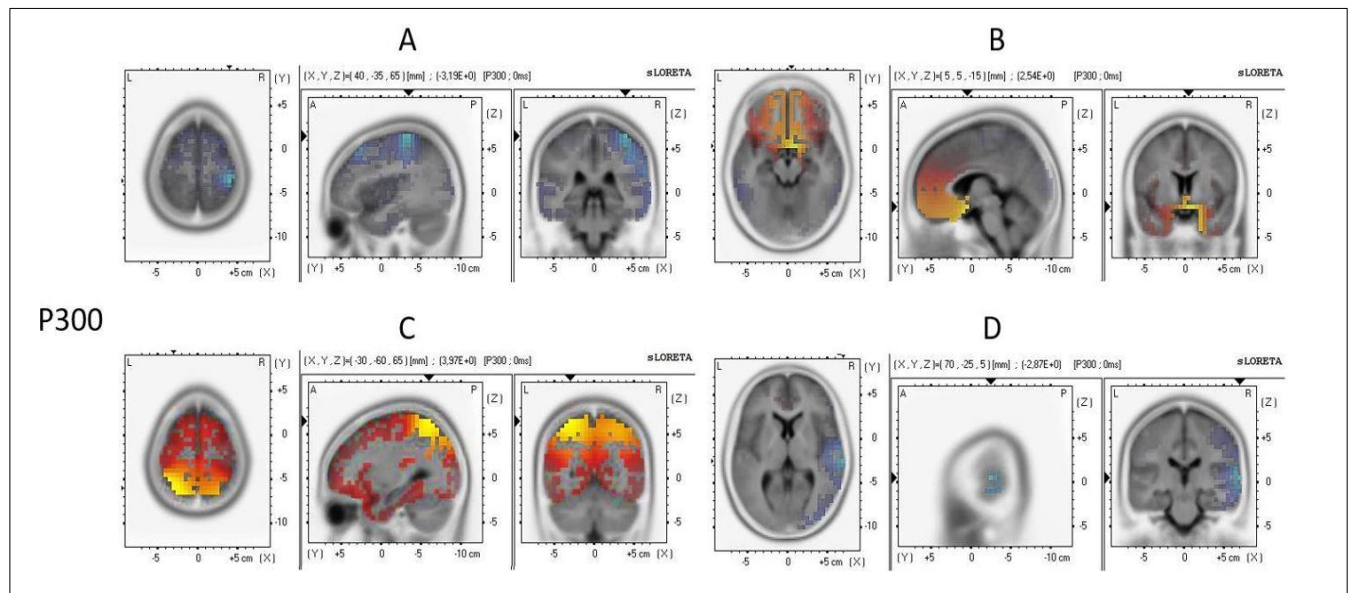 A
B
(X, Y, Z)=(40, -35, 65) [mm] ; (-3,19E+0) [P300 ; 0ms] sLORETA
(X, Y, Z)=(5, 5, -15) [mm] ; (2,54E+0) [P300 ; 0ms] sLORETA
L R (Y) A P (Z) L R (Z)
L R (Y) A P (Z) L R (Z)
+5 0 -5 -10
+5 0 -5
+5 0 -5
+5 0 -5 -10
+5 0 -5
+5 0 -5
-5 0 +5 cm (X)
(Y) +5 0 -5 -10 cm
-5 0 +5 cm (X)
-5 0 +5 cm (X)
(Y) +5 0 -5 -10 cm
-5 0 +5 cm (X)
P300
C
D
(X, Y, Z)=(-30, -60, 65) [mm] ; (3,97E+0) [P300 ; 0ms] sLORETA
(X, Y, Z)=(70, -25, 5) [mm] ; (-2,87E+0) [P300 ; 0ms] sLORETA
L R (Y) A P (Z) L R (Z)
L R (Y) A P (Z) L R (Z)
+5 0 -5 -10
+5 0 -5
+5 0 -5
+5 0 -5 -10
+5 0 -5
+5 0 -5
-5 0 +5 cm (X)
(Y) +5 0 -5 -10 cm
-5 0 +5 cm (X)
-5 0 +5 cm (X)
(Y) +5 0 -5 -10 cm
-5 0 +5 cm (X)